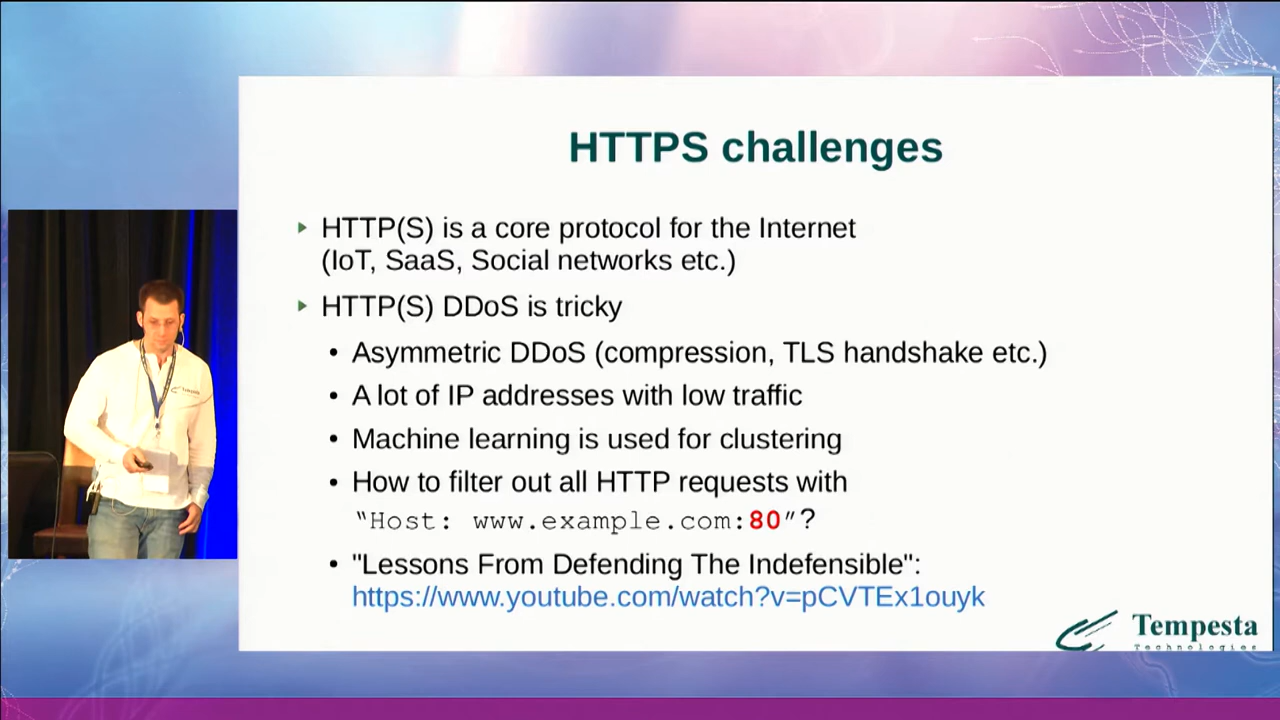 HTTPS challenges
HTTP(S) is a core protocol for the Internet
(IoT, SaaS, Social networks etc.)
HTTP(S) DDoS is tricky
Asymmetric DDoS (compression, TLS handshake etc.)
A lot of IP addresses with low traffic
Machine learning is used for clustering
How to filter out all HTTP requests with
“Host: www.example.com:80”?
"Lessons From Defending The Indefensible":
https://www.youtube.com/watch?v=pCVTEx1ouyk
Tempesta
Technologies
Tempesta